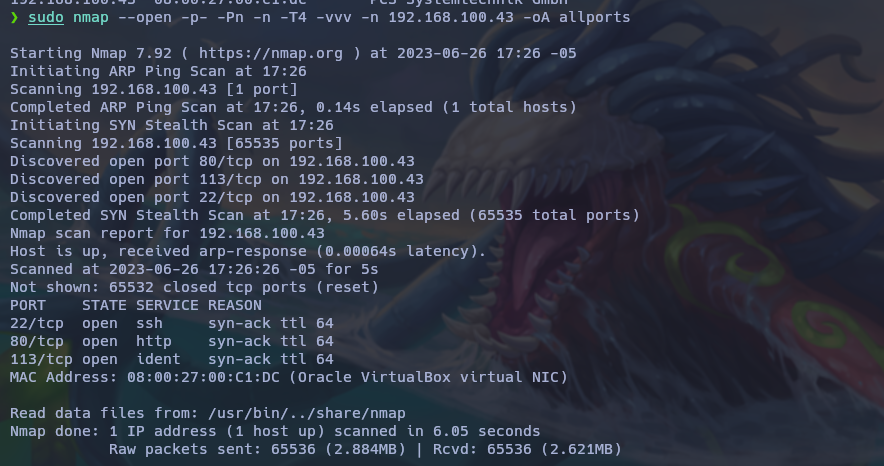 ❯ sudo nmap --open -p- -Pn -n -T4 -vvv -n 192.168.100.43 -oA allports
Starting Nmap 7.92 ( https://nmap.org ) at 2023-06-26 17:26 -05
Initiating ARP Ping Scan at 17:26
Scanning 192.168.100.43 [1 port]
Completed ARP Ping Scan at 17:26, 0.14s elapsed (1 total hosts)
Initiating SYN Stealth Scan at 17:26
Scanning 192.168.100.43 [65535 ports]
Discovered open port 80/tcp on 192.168.100.43
Discovered open port 113/tcp on 192.168.100.43
Discovered open port 22/tcp on 192.168.100.43
Completed SYN Stealth Scan at 17:26, 5.60s elapsed (65535 total ports)
Nmap scan report for 192.168.100.43
Host is up, received arp-response (0.00064s latency).
Scanned at 2023-06-26 17:26:26 -05 for 5s
Not shown: 65532 closed tcp ports (reset)
PORT    STATE SERVICE REASON
22/tcp  open  ssh     syn-ack ttl 64
80/tcp  open  http    syn-ack ttl 64
113/tcp open  ident   syn-ack ttl 64
MAC Address: 08:00:27:00:C1:DC (Oracle VirtualBox virtual NIC)
Read data files from: /usr/bin/../share/nmap
Nmap done: 1 IP address (1 host up) scanned in 6.05 seconds
           Raw packets sent: 65536 (2.884MB) | Rcvd: 65536 (2.621MB)